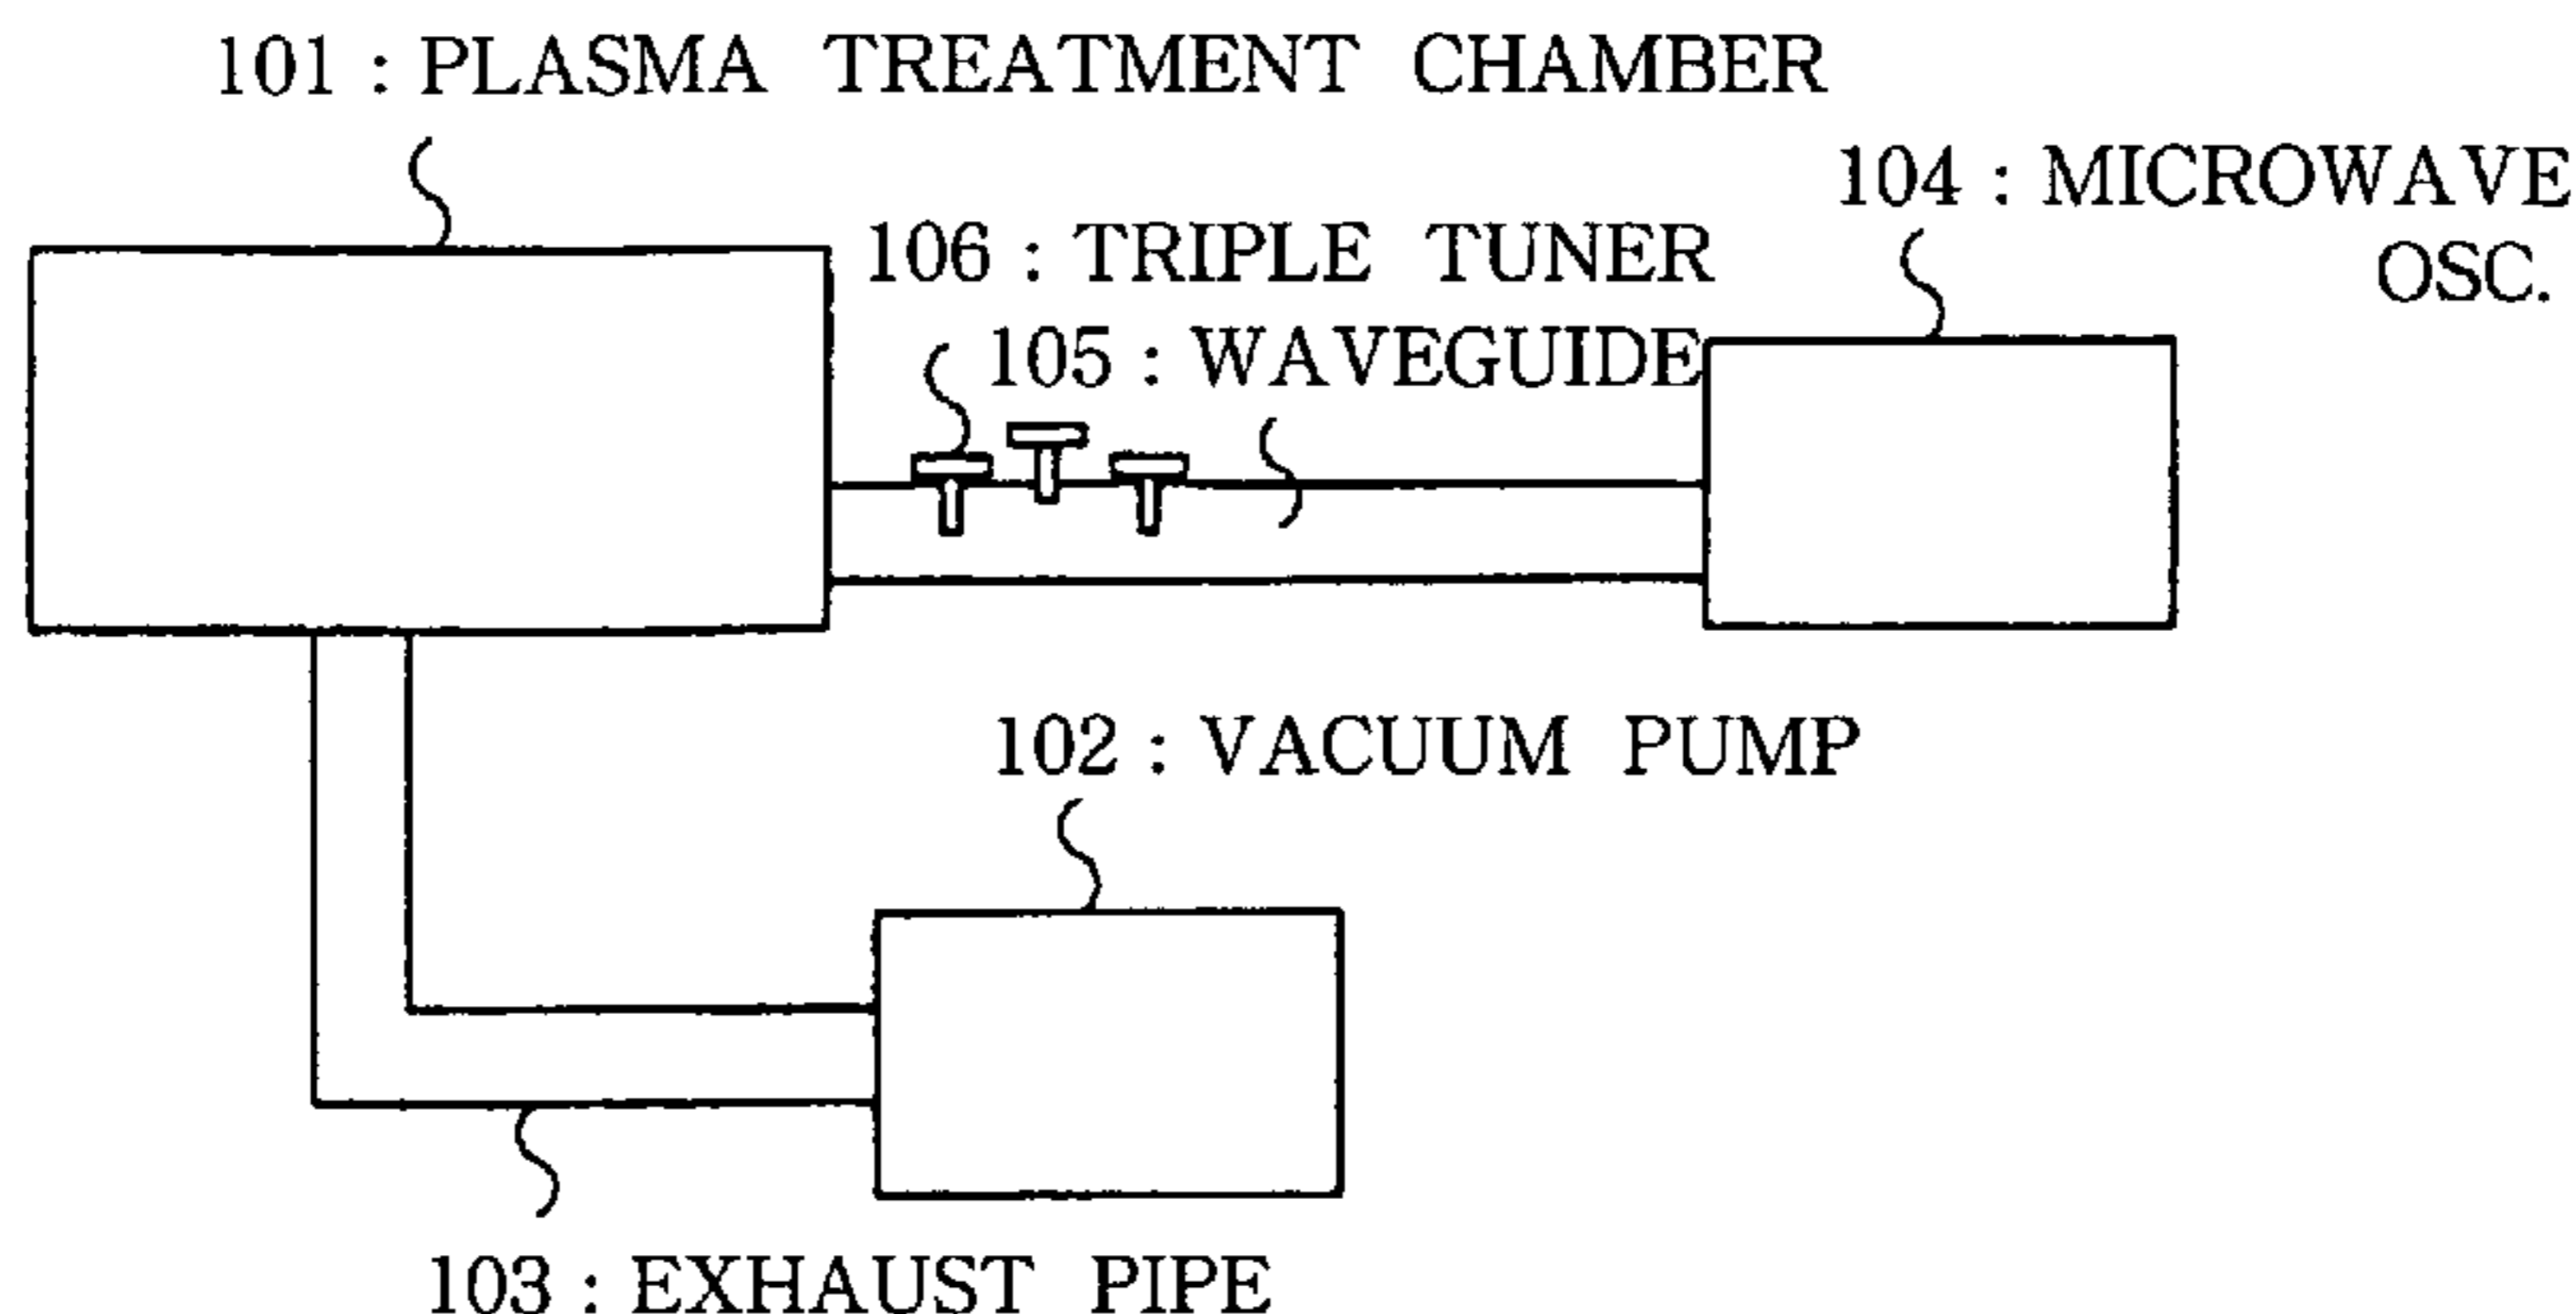 101 : PLASMA TREATMENT CHAMBER
104 : MICROWAVE
OSC.
106 : TRIPLE TUNER
105 : WAVEGUIDE
102 : VACUUM PUMP
103 : EXHAUST PIPE